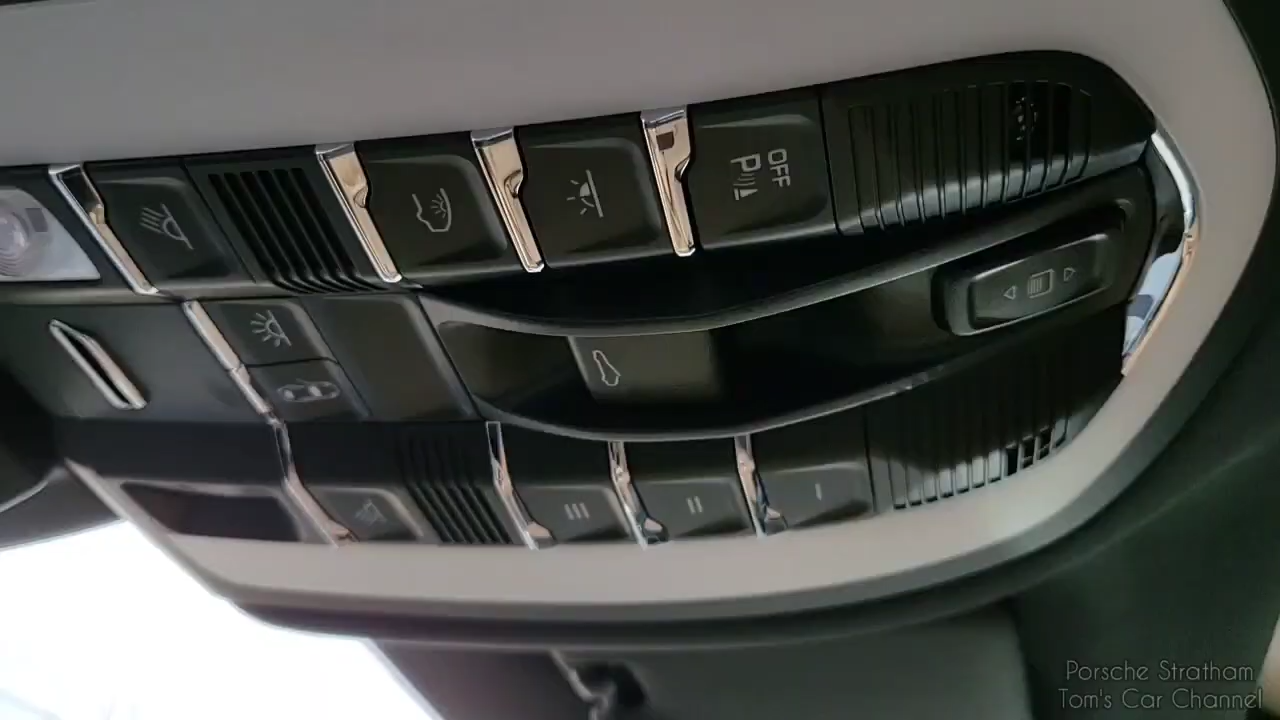 OFF
P
III
II
I
Porsche Stratham
Tom's Car Channel